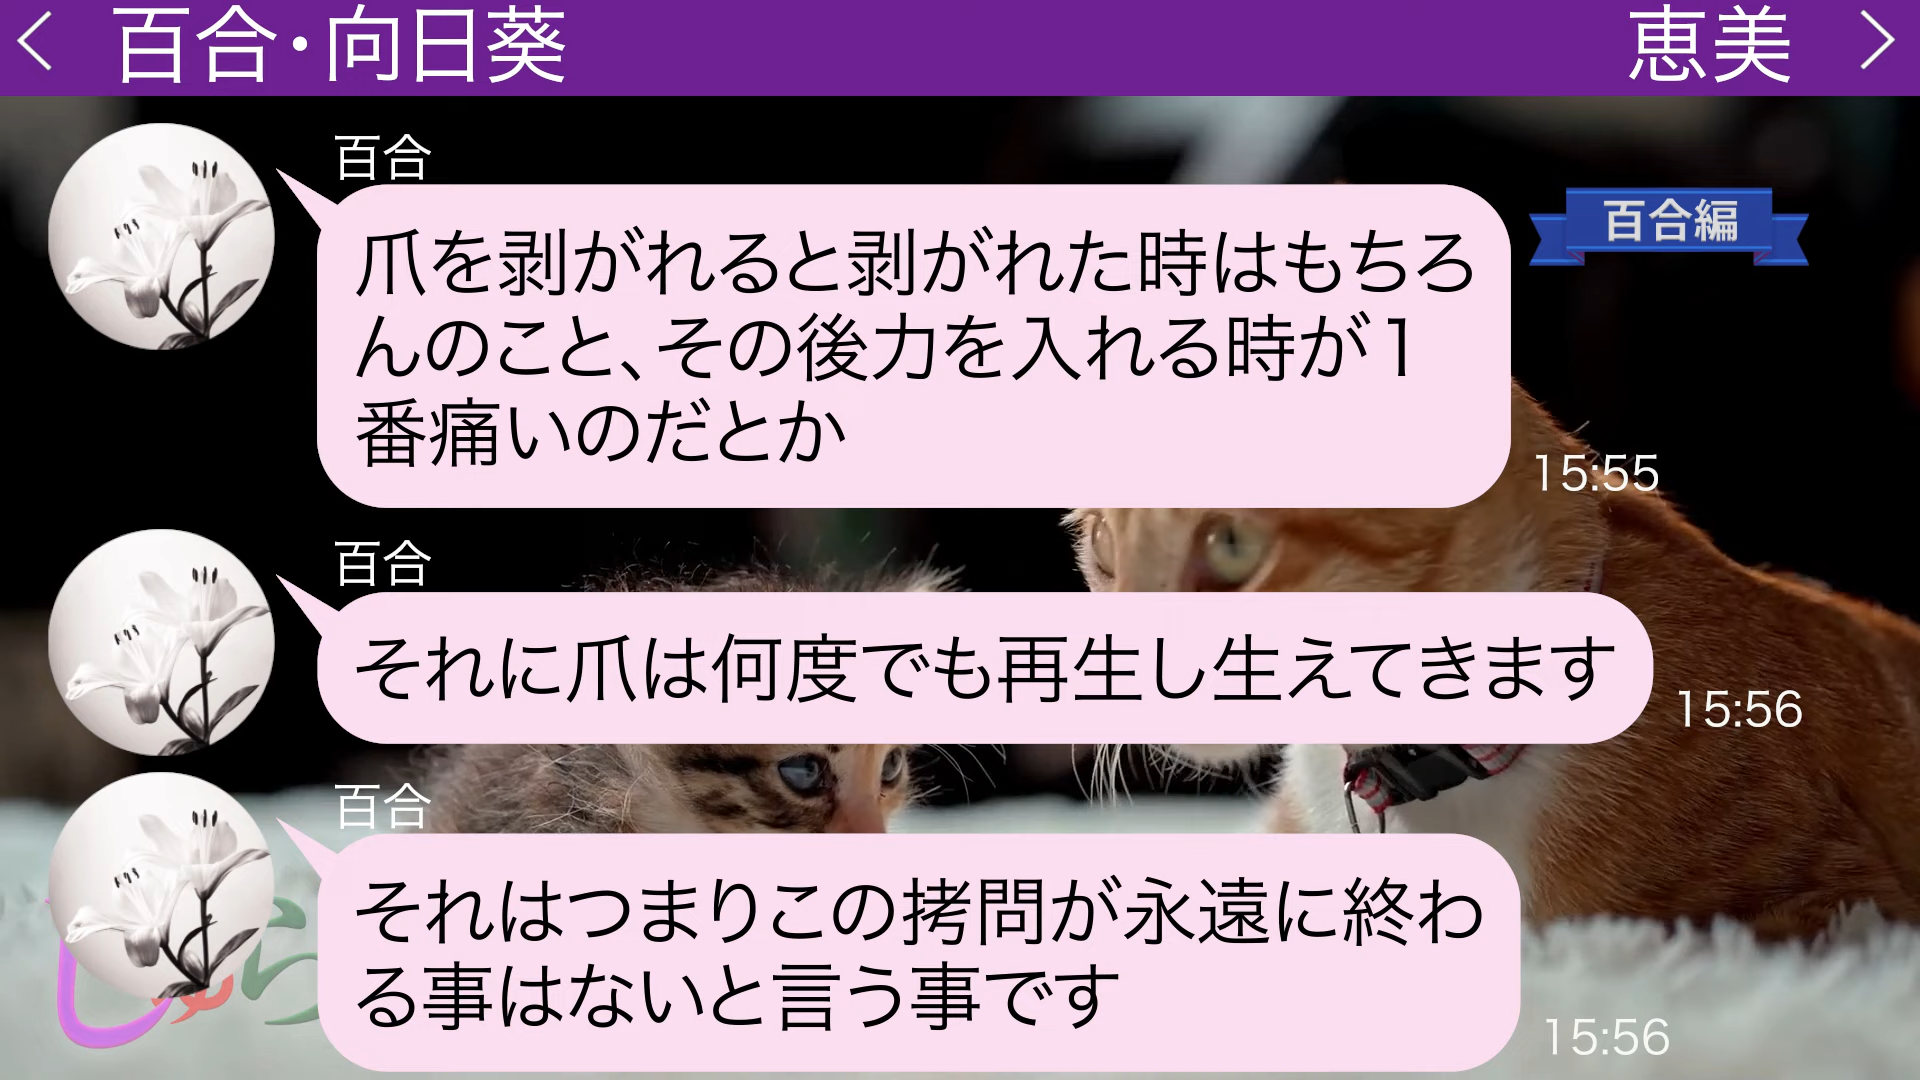 百合・向日葵
恵美
百合
百合編
爪を剥がれると剥がれた時はもちろ
んのこと、その後力を入れる時が1
番痛いのだとか
15:55
百合
それに爪は何度でも再生し生えてきます
15:56
百合
それはつまりこの拷問が永遠に終わ
る事はないと言う事です
15:56